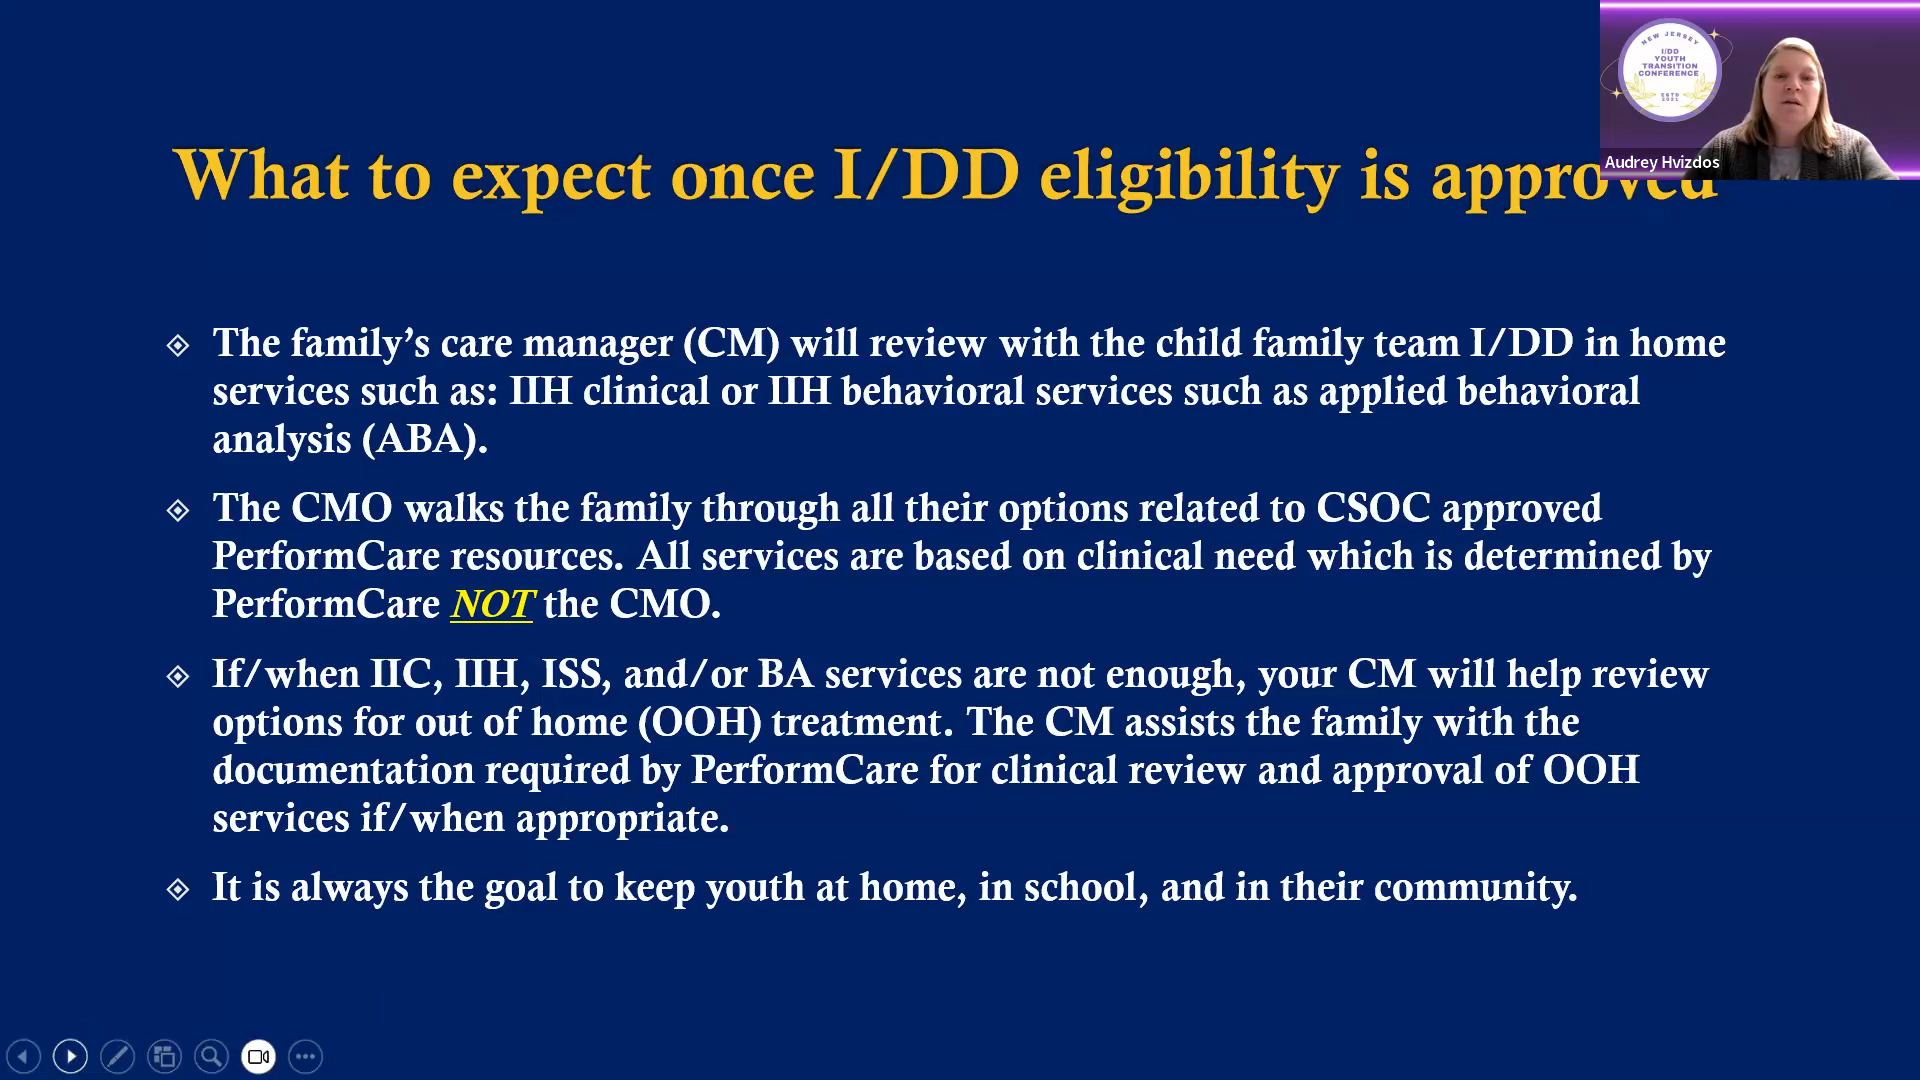 NEW JERSEY
I/DD
YOUTH
TRANSITION
CONFERENCE
ESTD
2021
Audrey Hvizdos
What to expect once I/DD eligibility is approved
The family’s care manager (CM) will review with the child family team I/DD in home
services such as: IIH clinical or IIH behavioral services such as applied behavioral
analysis (ABA).
The CMO walks the family through all their options related to CSOC approved
PerformCare resources. All services are based on clinical need which is determined by
PerformCare NOT the CMO.
If/when IIC, IIH, ISS, and/or BA services are not enough, your CM will help review
options for out of home (OOH) treatment. The CM assists the family with the
documentation required by PerformCare for clinical review and approval of OOH
services if/when appropriate.
It is always the goal to keep youth at home, in school, and in their community.